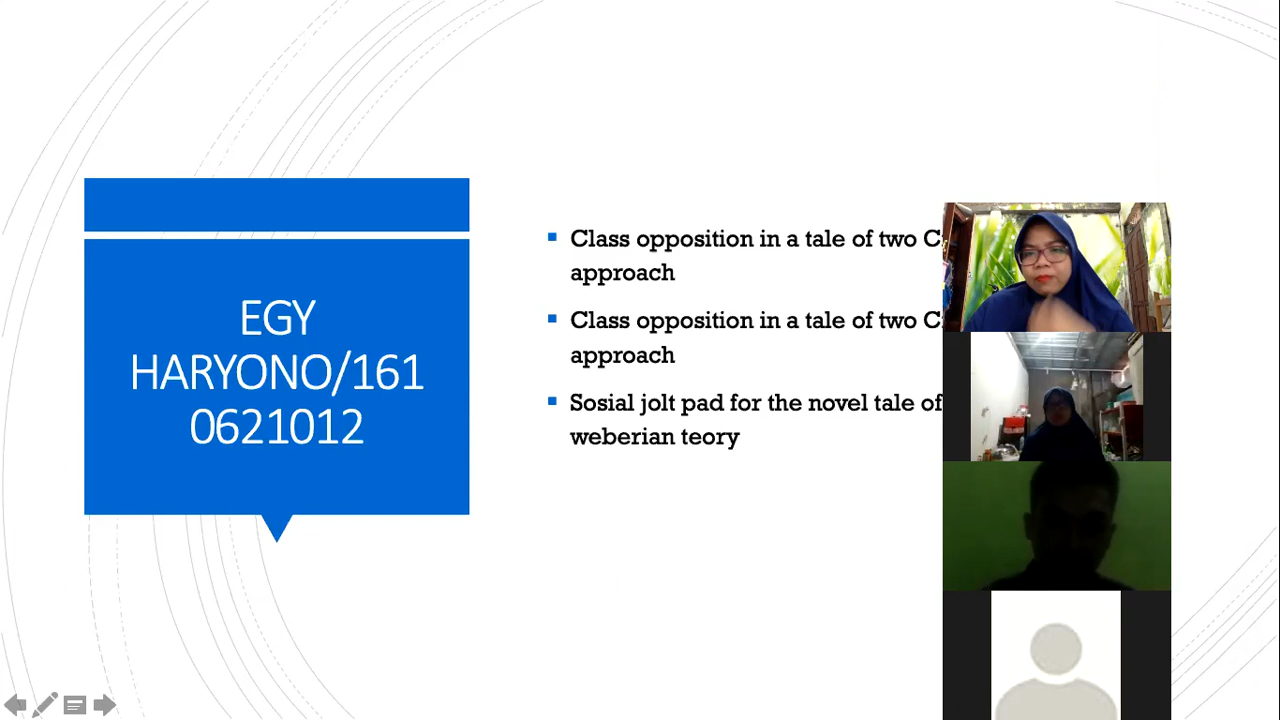 EGY
HARYONO/161
0621012
Class opposition in a tale of two
approach
Class opposition in a tale of two
approach
Sosial jolt pad for the novel tale of
weberian teory